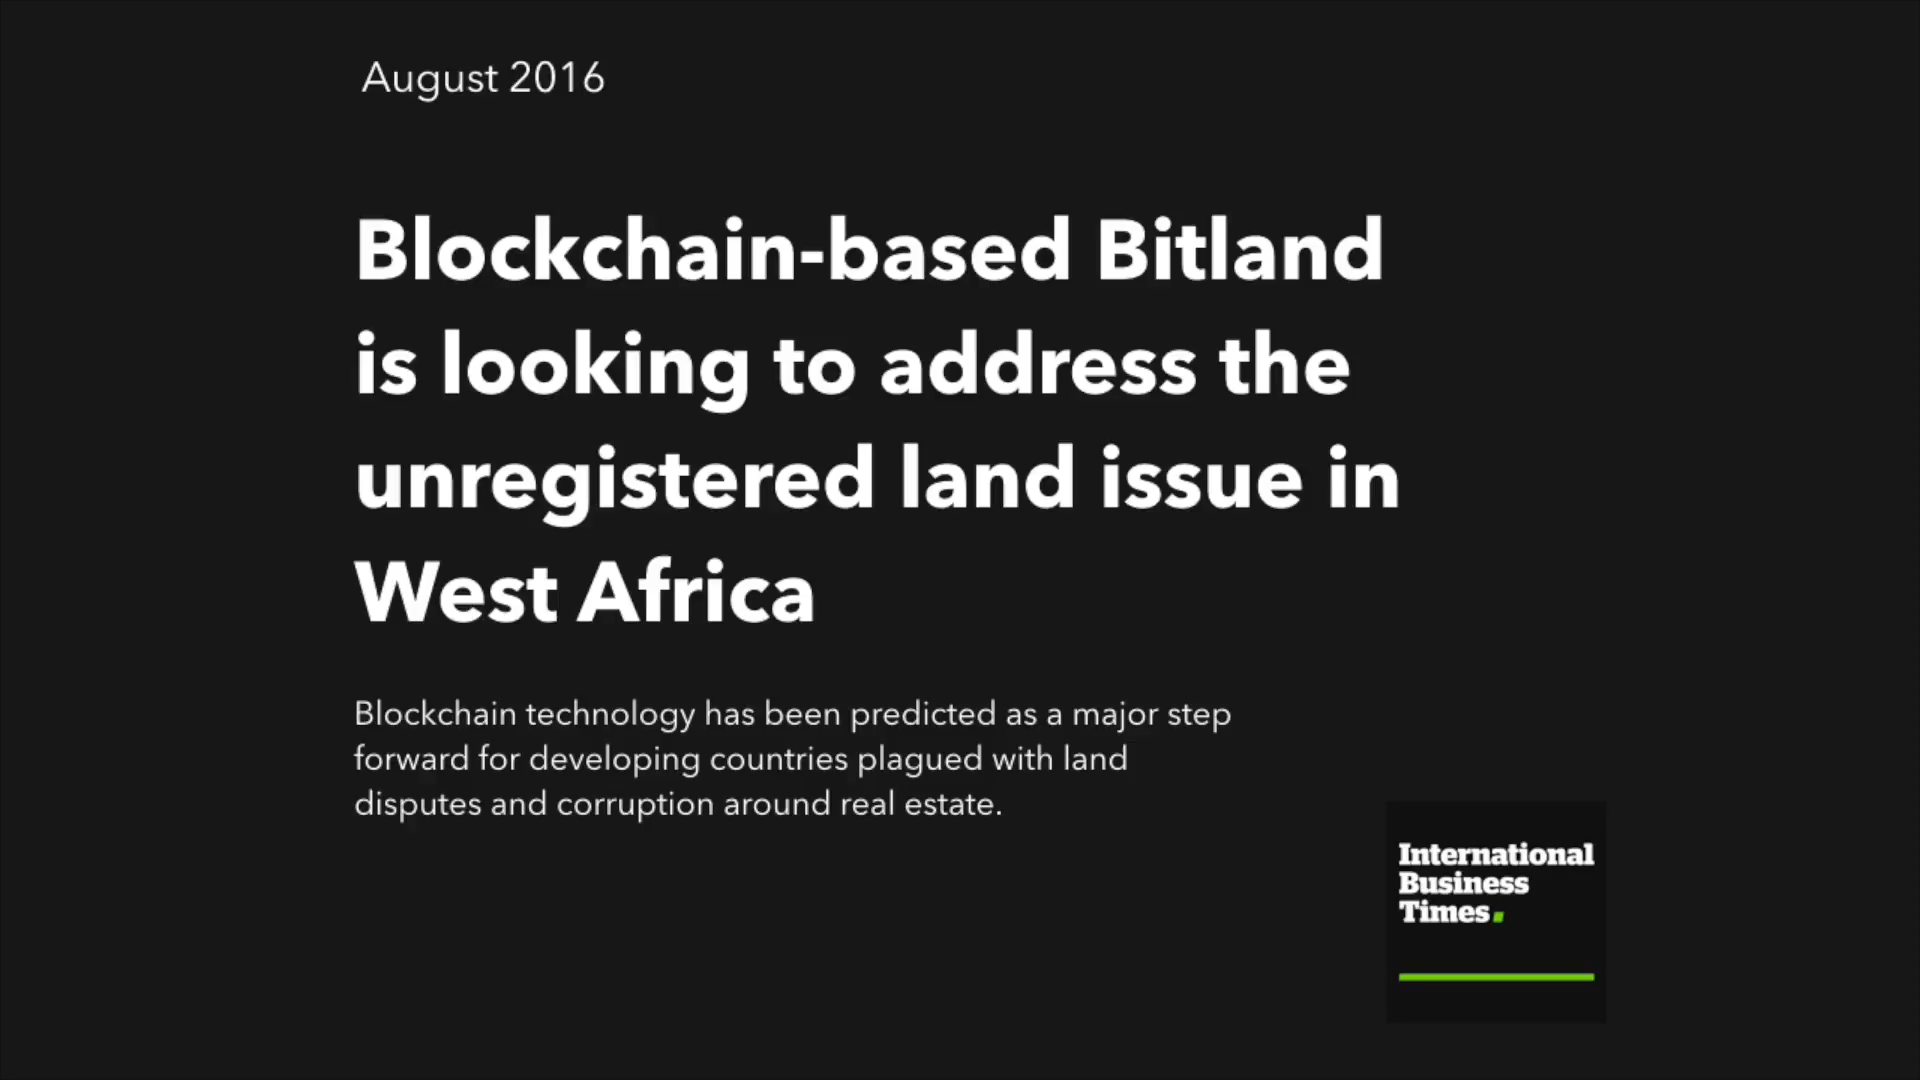 August 2016
Blockchain-based Bitland
is looking to address the
unregistered land issue in
West Africa
Blockchain technology has been predicted as a major step
forward for developing countries plagued with land
disputes and corruption around real estate.
International
Business
Times.